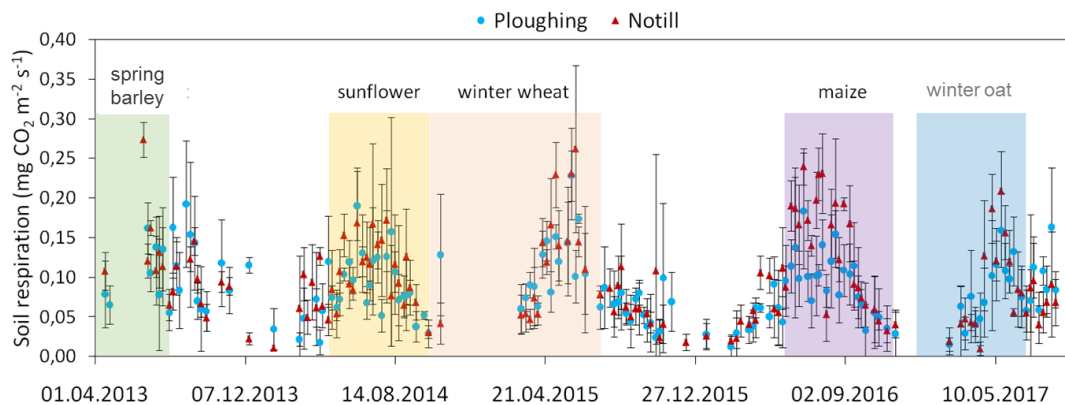 Ploughing Notill
0,40
0,35
0,30
0,25
0,20
0,15
0,10
0,05
0,00
Soil respiration (mg CO₂ m⁻² s⁻¹)
spring
barley
sunflower
winter wheat
maize
winter oat
01.04.2013 07.12.2013 14.08.2014 21.04.2015 27.12.2015 02.09.2016 10.05.2017